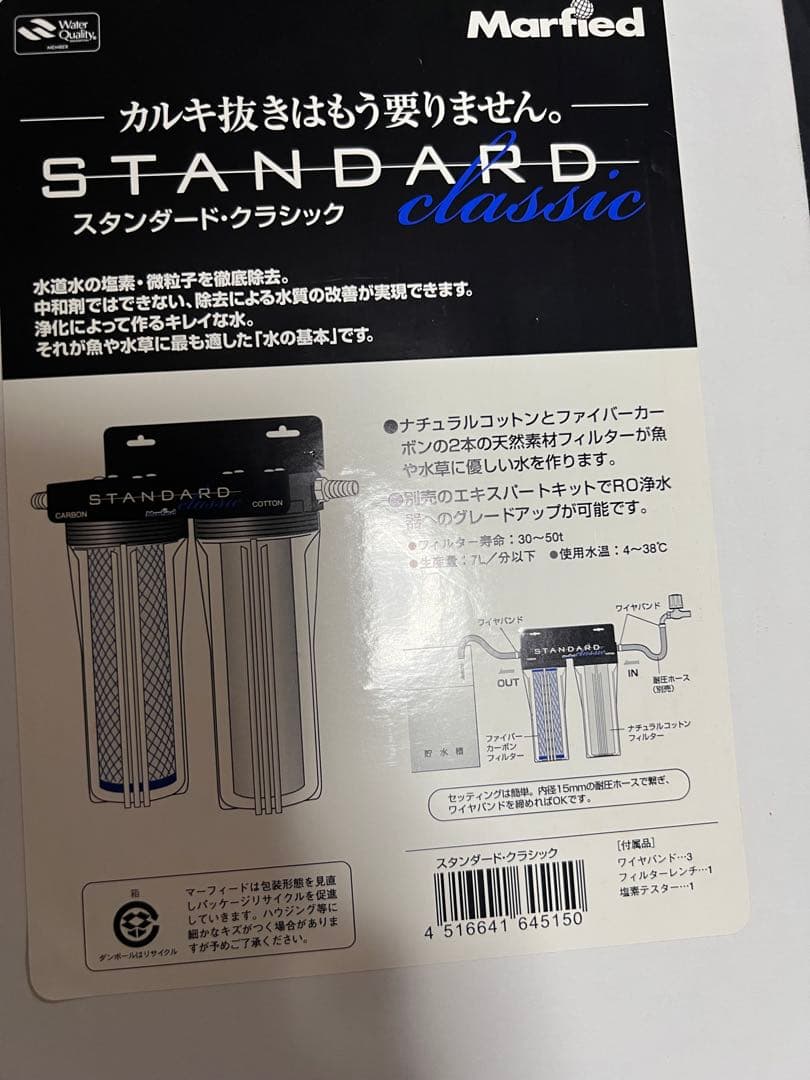 Water
Quality
MEMBER
Marfied
カルキ抜きはもう要りません。
STANDARD
classic
スタンダード・クラシック
水道水の塩素・微粒子を徹底除去。
中和剤ではできない、除去による水質の改善が実現できます。
浄化によって作るキレイな水。
それが魚や水草に最も適した「水の基本」です。
●ナチュラルコットンとファイバーカー
ボンの2本の天然素材フィルターが魚
や水草に優しい水を作ります。
●別売のエキスパートキットでRO浄水
器へのグレードアップが可能です。
●フィルター寿命：30〜50t
●生産量：7L／分以下 ●使用水温：4〜38℃
STANDARD
classic
CARBON
Marfied
COTTON
ワイヤバンド
ワイヤバンド
STANDARD
classic
OUT
IN
耐圧ホース
(別売)
貯水槽
ファイバー
カーボン
フィルター
ナチュラルコットン
フィルター
セッティングは簡単。内径15mmの耐圧ホースで繋ぎ、
ワイヤバンドを締めればOKです。
箱
ダンボールはリサイクル
マーフィードは包装形態を見直
しパッケージリサイクルを促進
していきます。ハウジング等に
細かなキズがつく場合がありま
すが予めご了承ください。
スタンダード・クラシック
4 516641 645150
[付属品]
ワイヤバンド…3
フィルターレンチ…1
塩素テスター…1